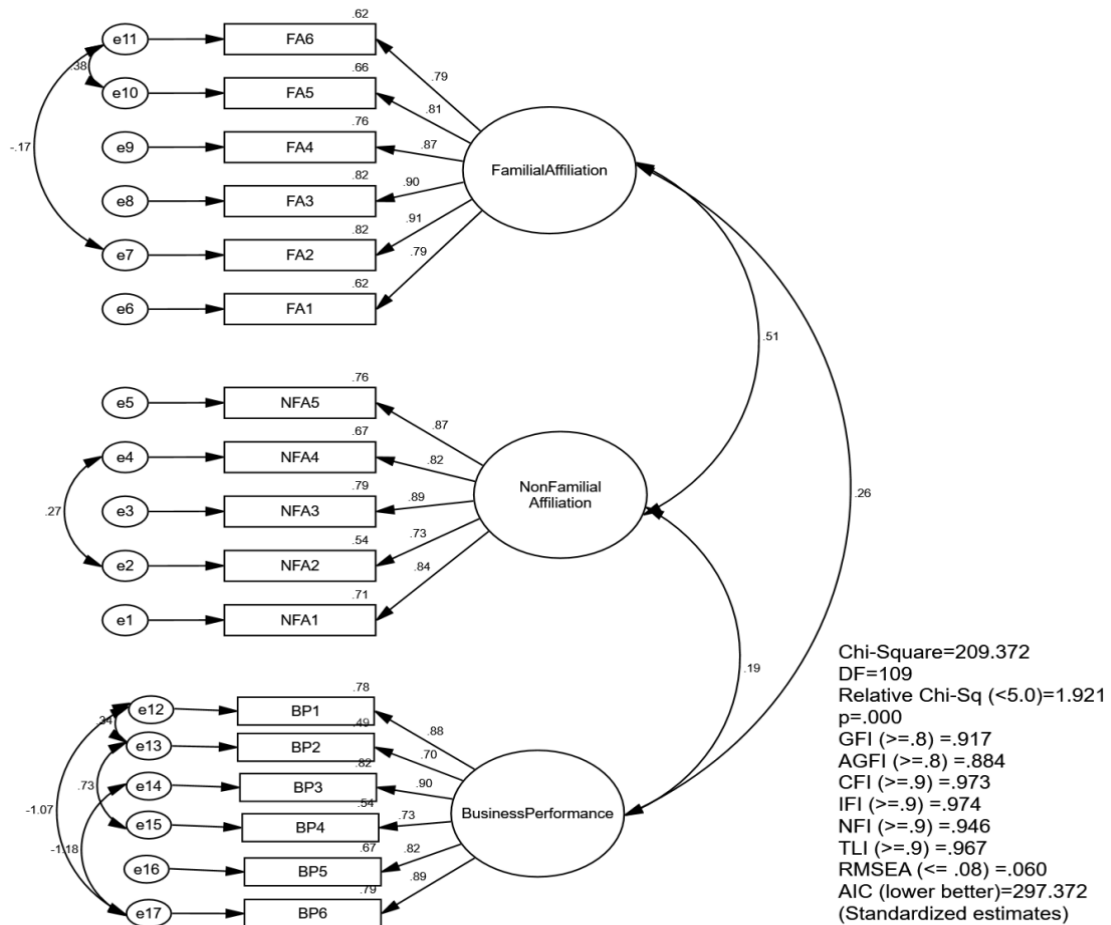 .62
e11
FA6
.38
.79
.66
e10
FA5
.81
.76
e9
FA4
.87
-.17
FamilialAffiliation
.82
e8
FA3
.90
.82
e7
FA2
.91
.79
.62
e6
FA1
.51
.76
e5
NFA5
.87
.67
e4
NFA4
.82
.79
NonFamilial
Affiliation
.26
.27
e3
NFA3
.89
.54
e2
NFA2
.73
.84
.71
e1
NFA1
.19
.78
e12
BP1
.34
.49
.88
e13
BP2
.70
.82
.73
e14
BP3
.90
-1.07
.54
BusinessPerformance
e15
BP4
.73
-1.18
.67
e16
BP5
.82
.79
.89
e17
BP6
Chi-Square=209.372
DF=109
Relative Chi-Sq (<5.0)=1.921
p=.000
GFI (>=.8) =.917
AGFI (>=.8) =.884
CFI (>=.9) =.973
IFI (>=.9) =.974
NFI (>=.9) =.946
TLI (>=.9) =.967
RMSEA (<= .08) =.060
AIC (lower better)=297.372
(Standardized estimates)